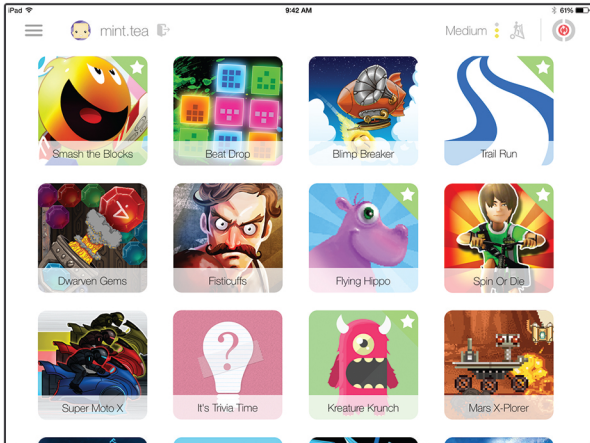 iPad 9:42 AM 61%
mint.tea Medium
Smash the Blocks Beat Drop Blimp Breaker Trail Run
Dwarven Gems Fisticuffs Flying Hippo Spin Or Die
?
Super Moto X It's Trivia Time Kreature Krunch Mars X-Plorer